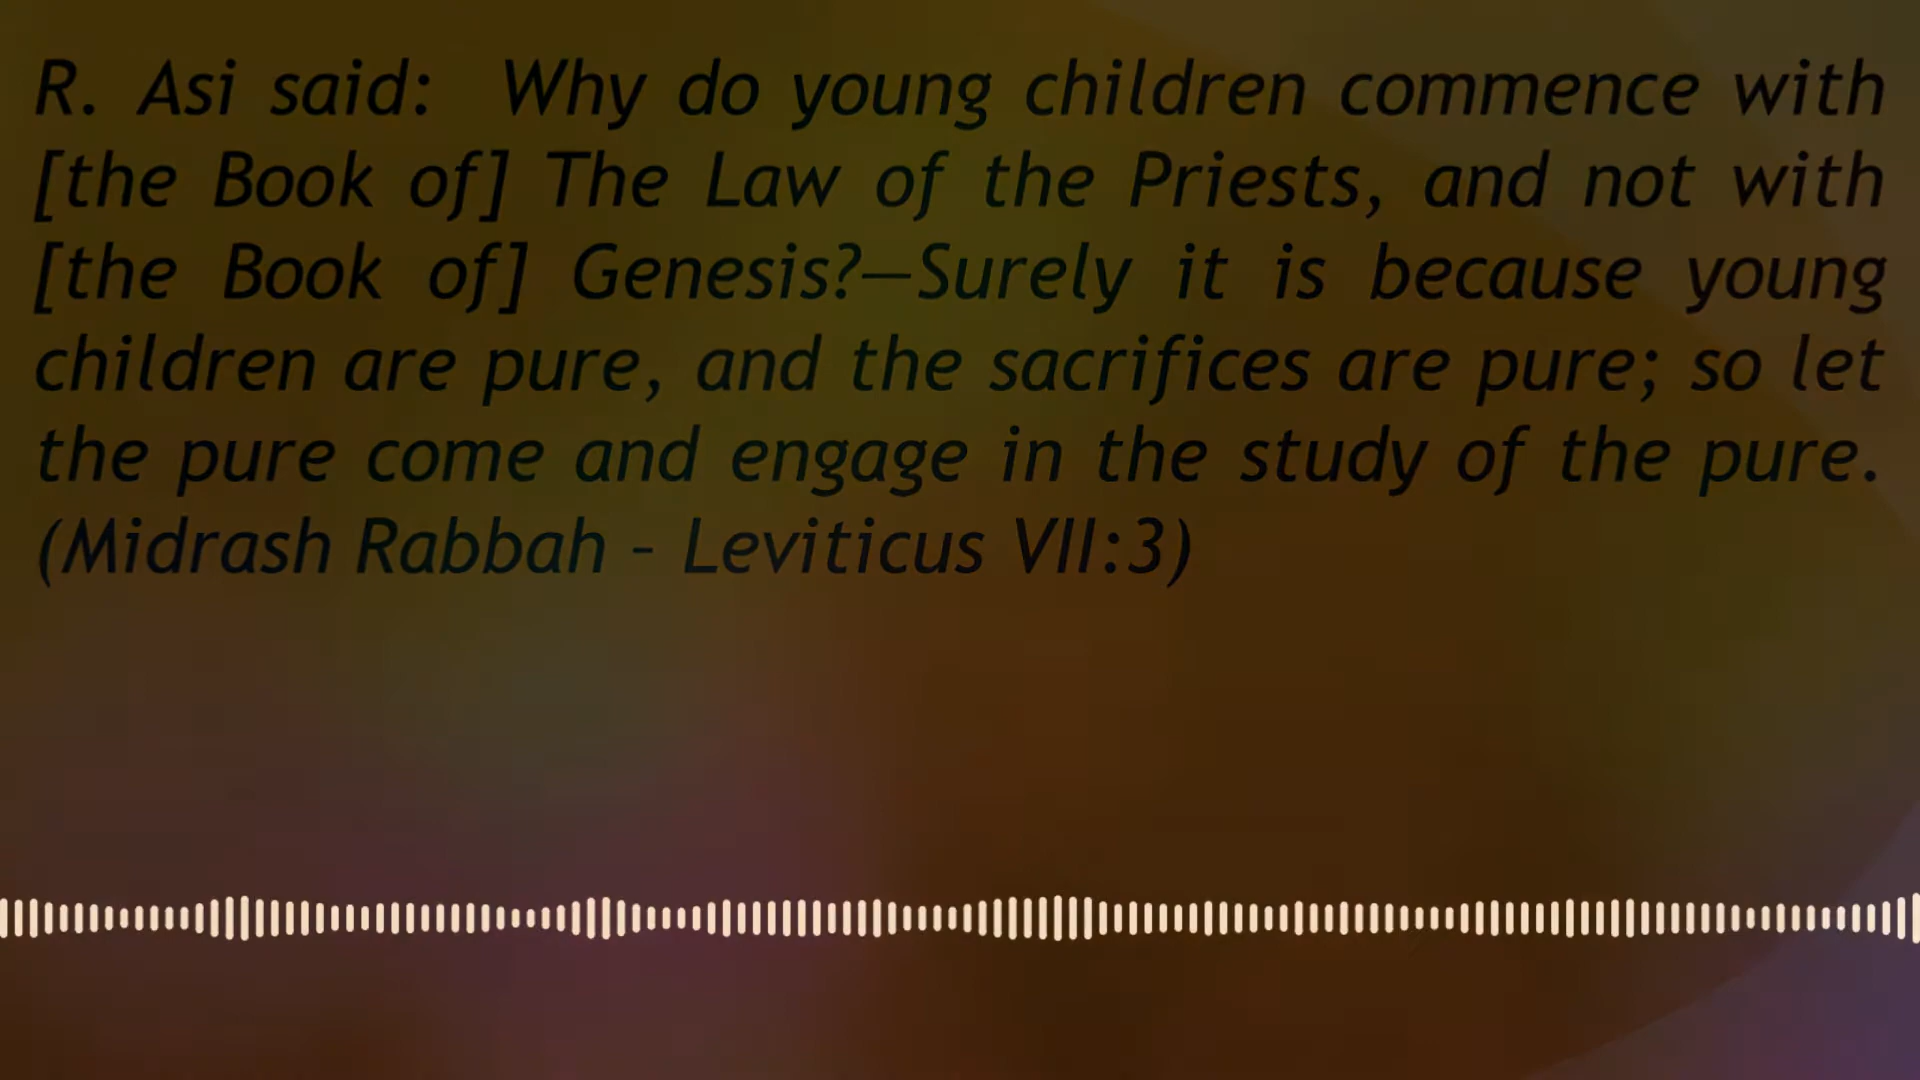 R. Asi said: Why do young children commence with
[the Book of] The Law of the Priests, and not with
[the Book of] Genesis?—Surely it is because young
children are pure, and the sacrifices are pure; so let
the pure come and engage in the study of the pure.
(Midrash Rabbah – Leviticus VII:3)